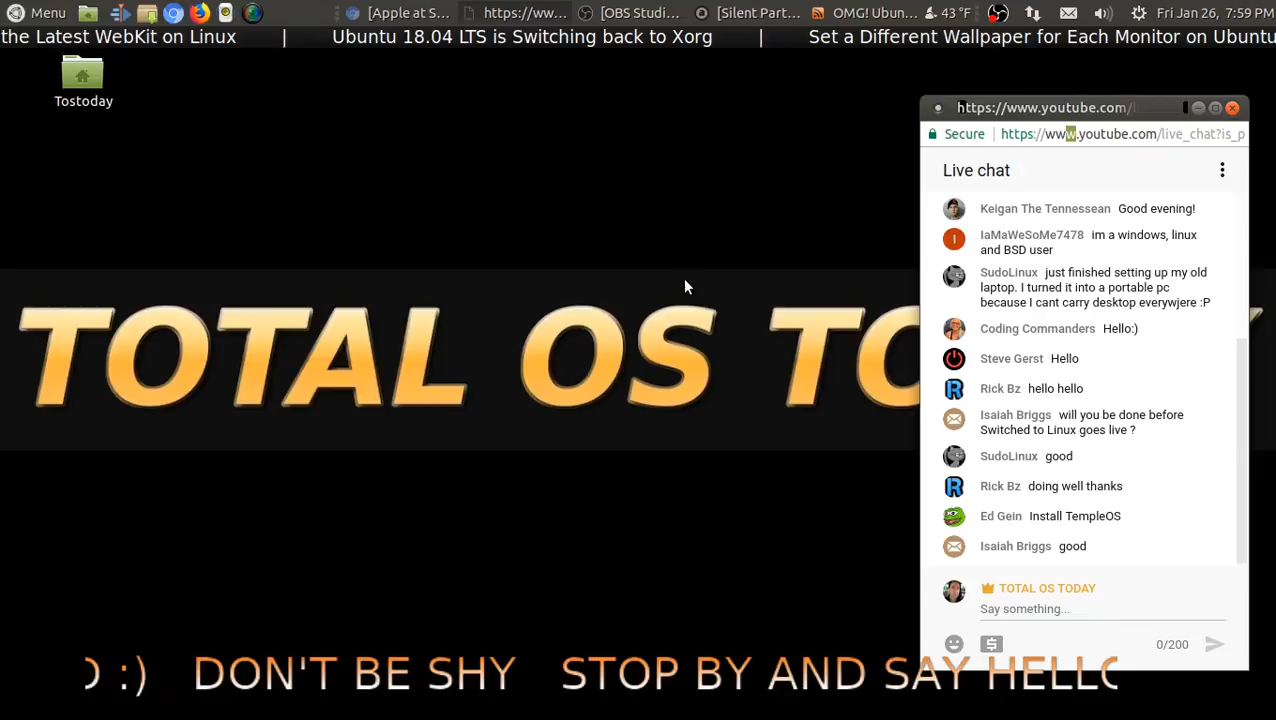 Menu [Apple at S... https://ww... [OBS Studi... [Silent Part... OMG! Ubun... 43 °F Fri Jan 26, 7:59 PM
the Latest WebKit on Linux | Ubuntu 18.04 LTS is Switching back to Xorg | Set a Different Wallpaper for Each Monitor on Ubuntu
Tostoday
https://www.youtube.com/l
Secure https://www.youtube.com/live_chat?is_p
Live chat
Keigan The Tennessean Good evening!
IaMaWeSoMe7478 im a windows, linux
and BSD user
SudoLinux just finished setting up my old
laptop. I turned it into a portable pc
because I cant carry desktop everywjere :P
Coding Commanders Hello:)
Steve Gerst Hello
Rick Bz hello hello
Isaiah Briggs will you be done before
Switched to Linux goes live ?
SudoLinux good
Rick Bz doing well thanks
Ed Gein Install TempleOS
Isaiah Briggs good
TOTAL OS TODAY
Say something...
0/200
TOTAL OS TO
:) DON'T BE SHY STOP BY AND SAY HELLO